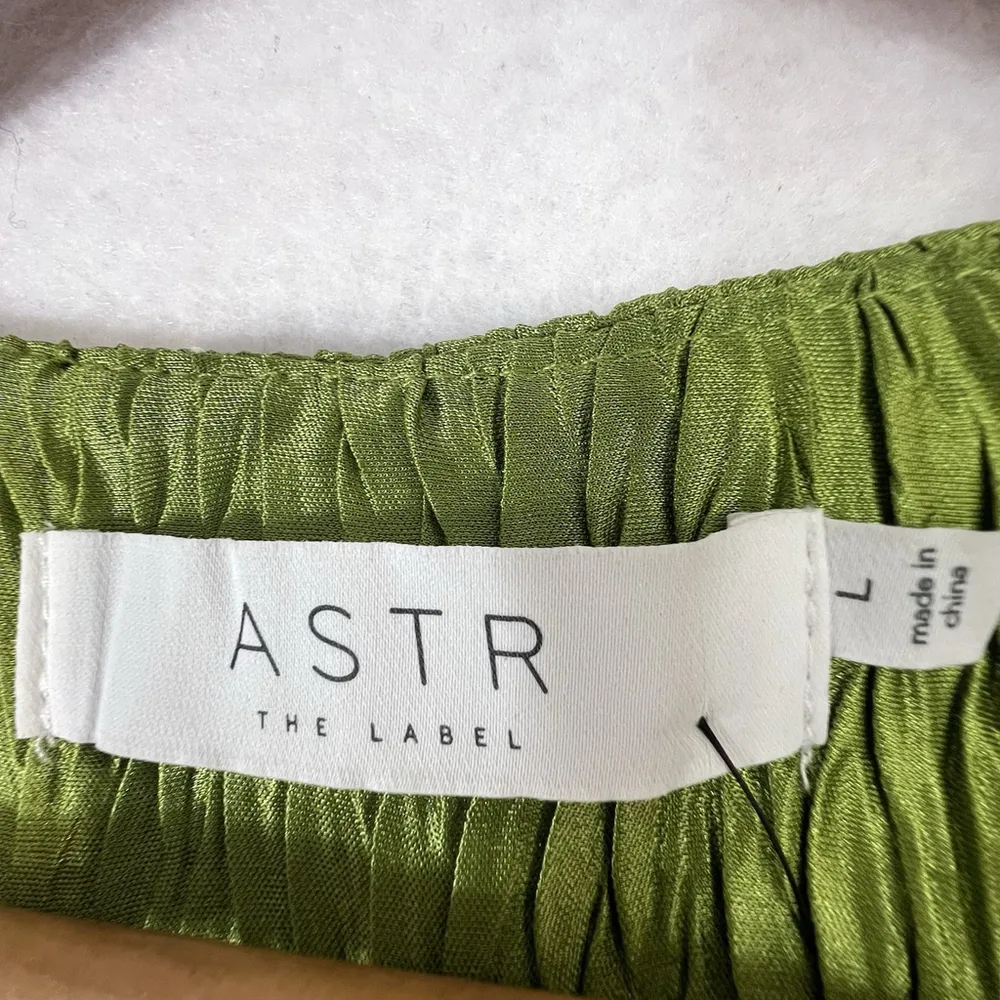 ASTR
THE LABEL
L
made in
china